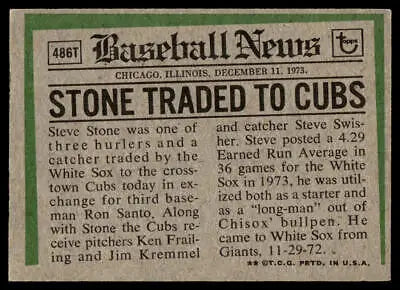 486T
Baseball News
topps
CHICAGO, ILLINOIS, DECEMBER 11, 1973.
STONE TRADED TO CUBS
Steve Stone was one of
three hurlers and a
catcher traded by the
White Sox to the cross-
town Cubs today in ex-
change for third base-
man Ron Santo. Along
with Stone the Cubs re-
ceive pitchers Ken Frail-
ing and Jim Kremmel
and catcher Steve Swis-
her. Steve posted a 4.29
Earned Run Average in
36 games for the White
Sox in 1973, he was uti-
lized both as a starter and
as a "long-man" out of
Chisox' bullpen. He
came to White Sox from
Giants, 11-29-72.
** ©T.C.G. PRTD. IN U.S.A.